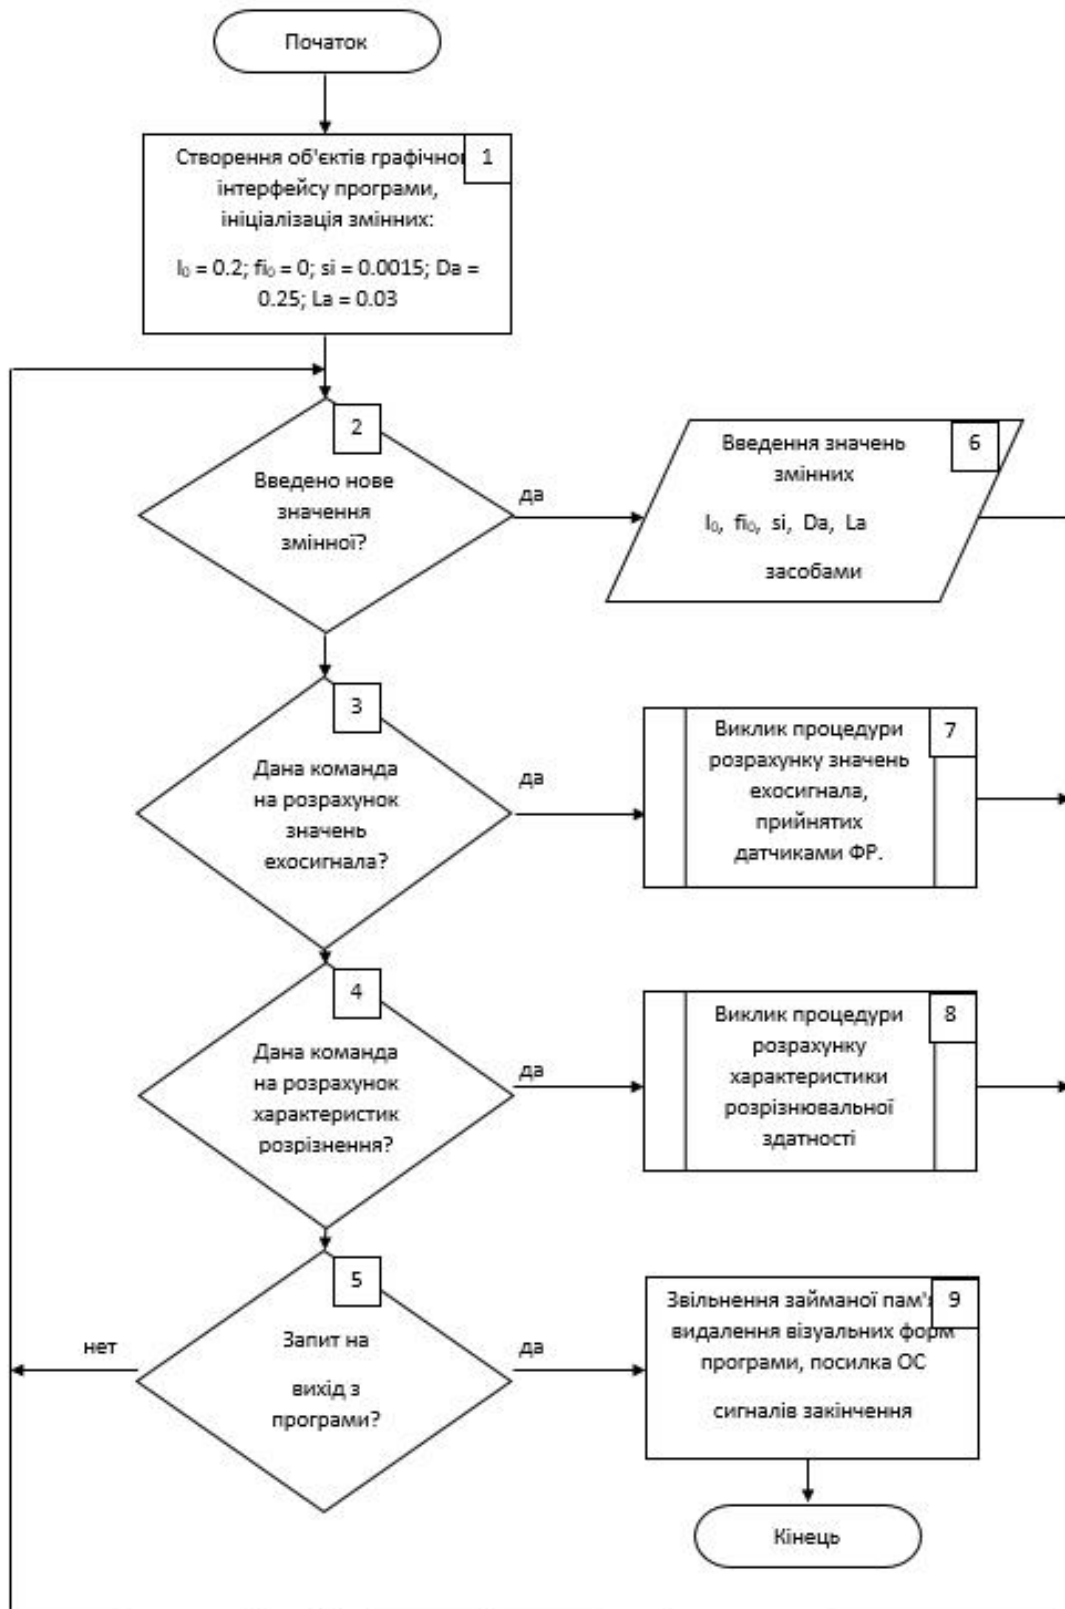 Початок
1
Створення об'єктів графічног
інтерфейсу програми,
ініціалізація змінних:
I₀ = 0.2; fi₀ = 0; si = 0.0015; Da =
0.25; La = 0.03
2
Введено нове
значення
змінної?
да
6
Введення значень
змінних
I₀, fi₀, si, Da, La
засобами
3
Дана команда
на розрахунок
значень
ехосигнала?
да
7
Виклик процедури
розрахунку значень
ехосигнала,
прийнятих
датчиками ФР.
4
Дана команда
на розрахунок
характеристик
розрізнення?
да
8
Виклик процедури
розрахунку
характеристики
розрізнювальної
здатності
5
Запит на
вихід з
програми?
нет
да
9
Звільнення займаної пам'
видалення візуальних форм
програми, посилка ОС
сигналів закінчення
Кінець